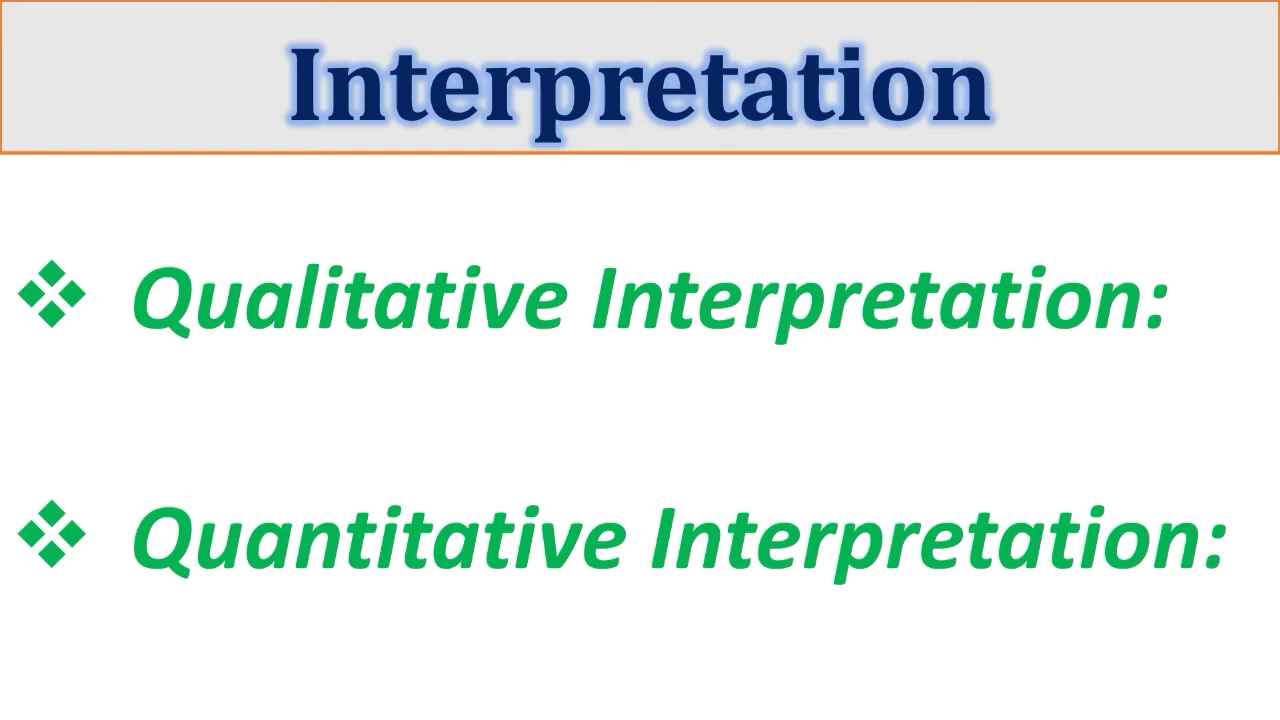 Interpretation
❖ Qualitative Interpretation:
❖ Quantitative Interpretation: